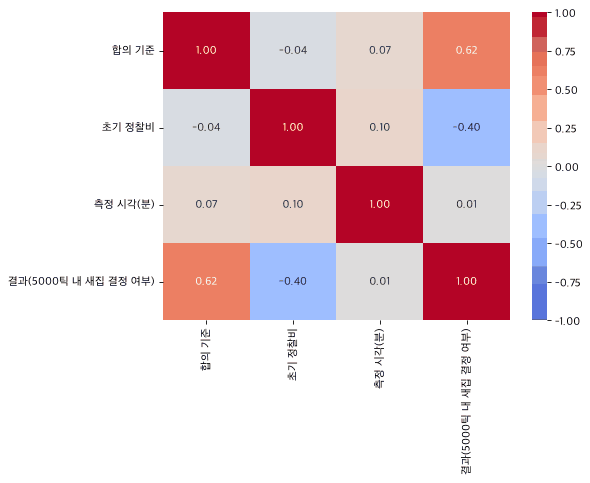 합의 기준
초기 정찰비
측정 시각(분)
결과(5000틱 내 새집 결정 여부)
1.00 -0.04 0.07 0.62
-0.04 1.00 0.10 -0.40
0.07 0.10 1.00 0.01
0.62 -0.40 0.01 1.00
합의 기준
초기 정찰비
측정 시각(분)
결과(5000틱 내 새집 결정 여부)
1.00
0.75
0.50
0.25
0.00
-0.25
-0.50
-0.75
-1.00